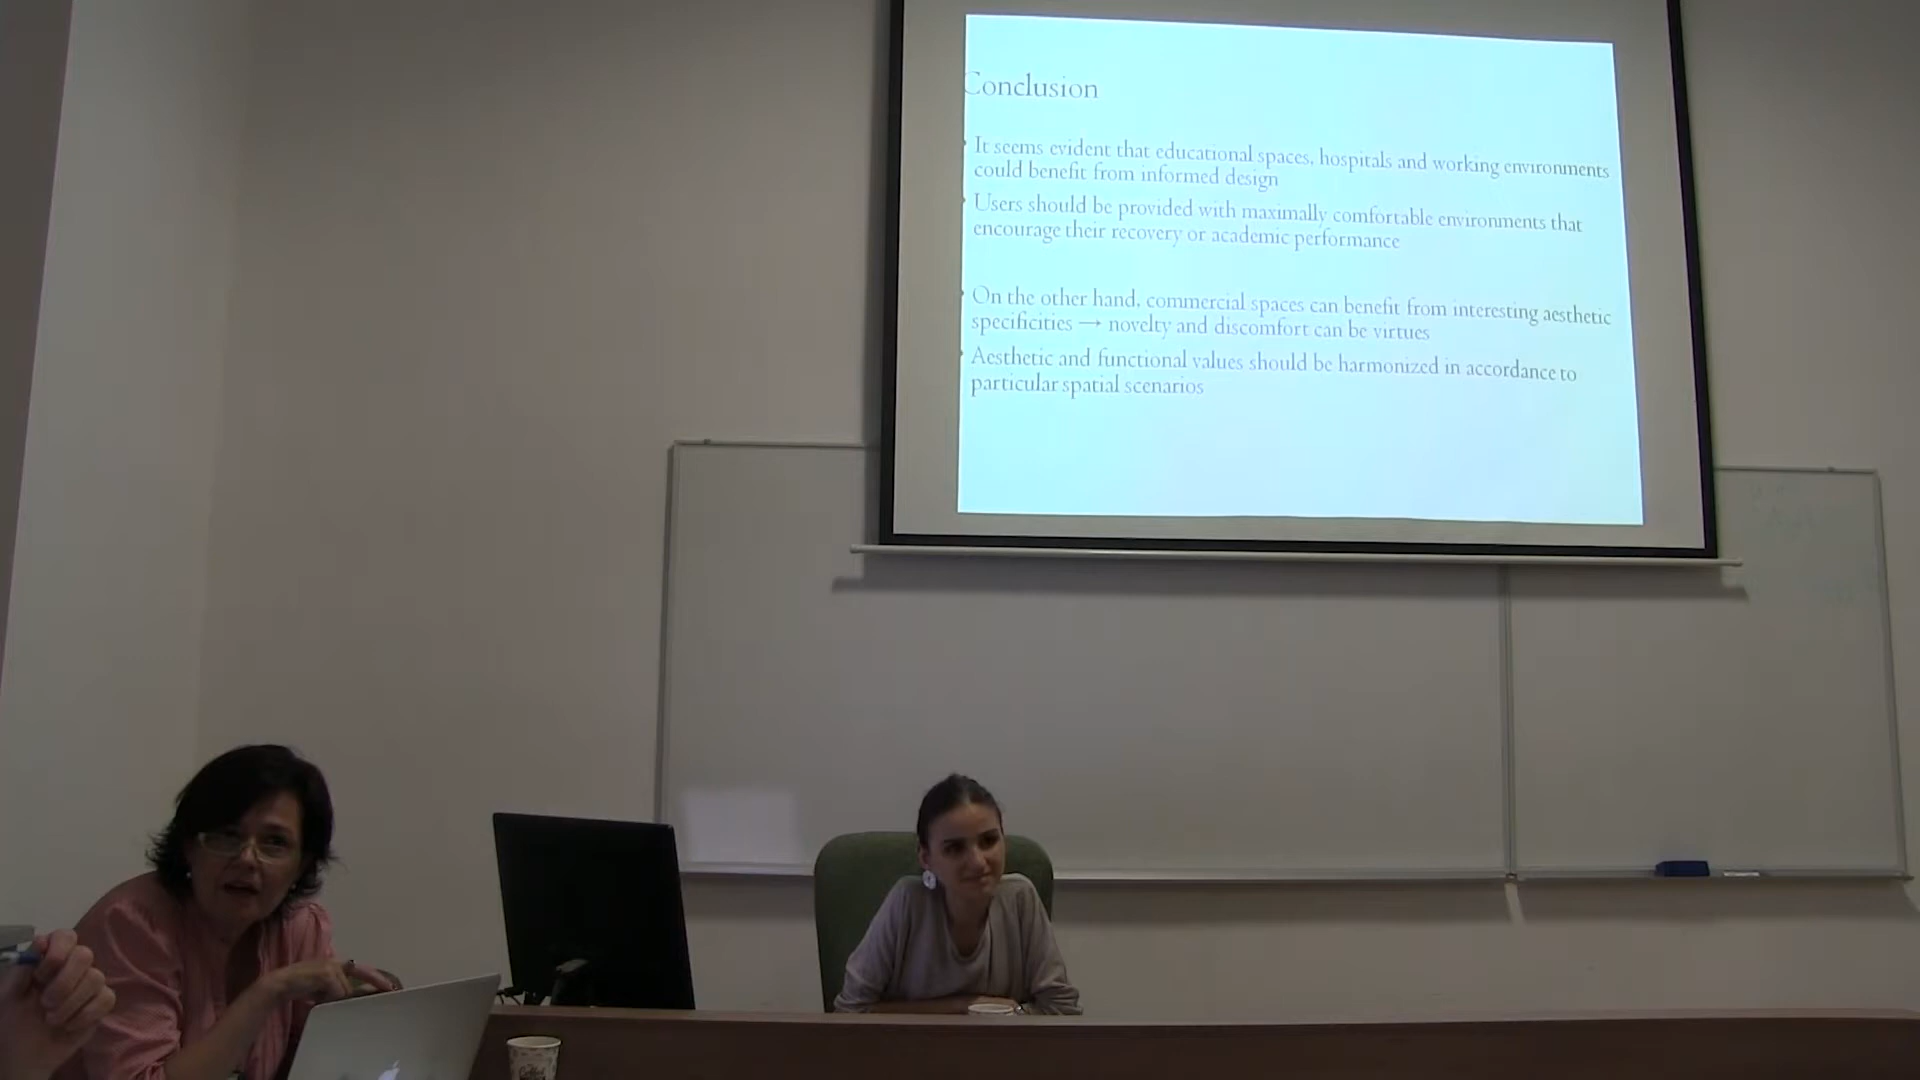 Conclusion
• It seems evident that educational spaces, hospitals and working environments
could benefit from informed design
• Users should be provided with maximally comfortable environments that
encourage their recovery or academic performance
• On the other hand, commercial spaces can benefit from interesting aesthetic
specificities → novelty and discomfort can be virtues
• Aesthetic and functional values should be harmonized in accordance to
particular spatial scenarios